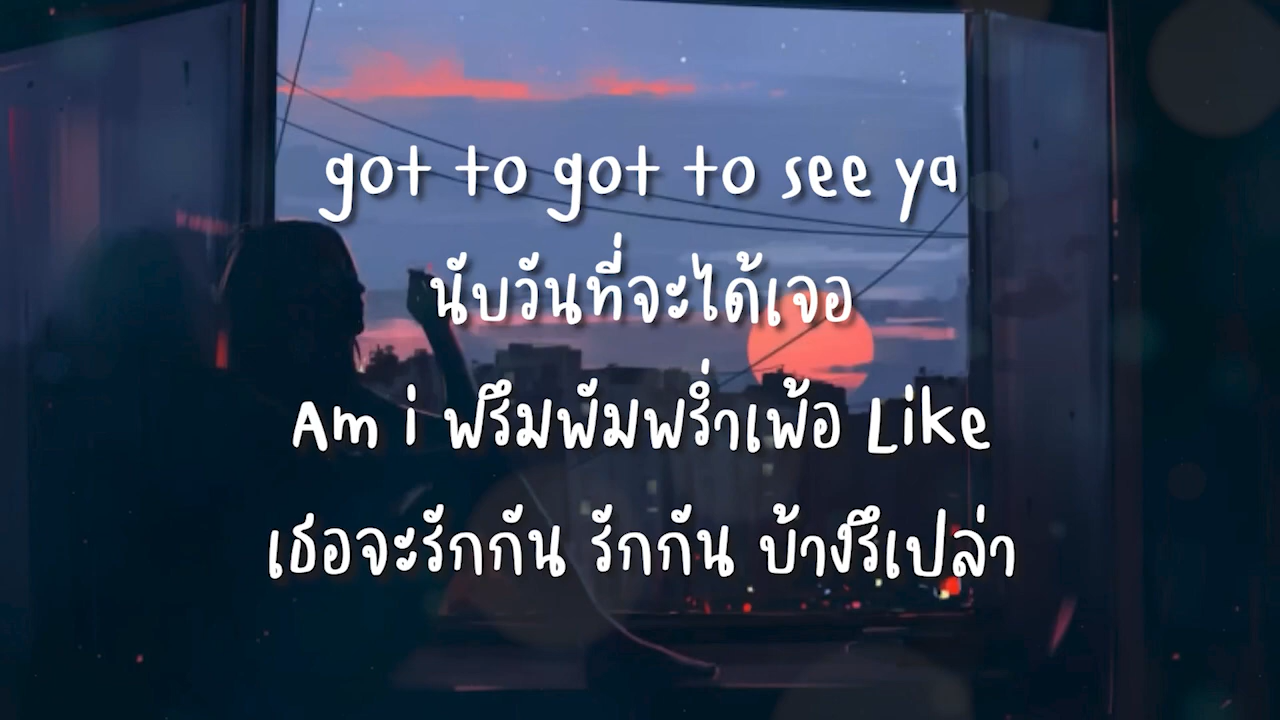 got to got to see ya
นับวันที่จะได้เจอ
Am i ฟรึมพัมพร่ำเพ้อ Like
เธอจะรักกัน รักกัน บ้างรึเปล่า